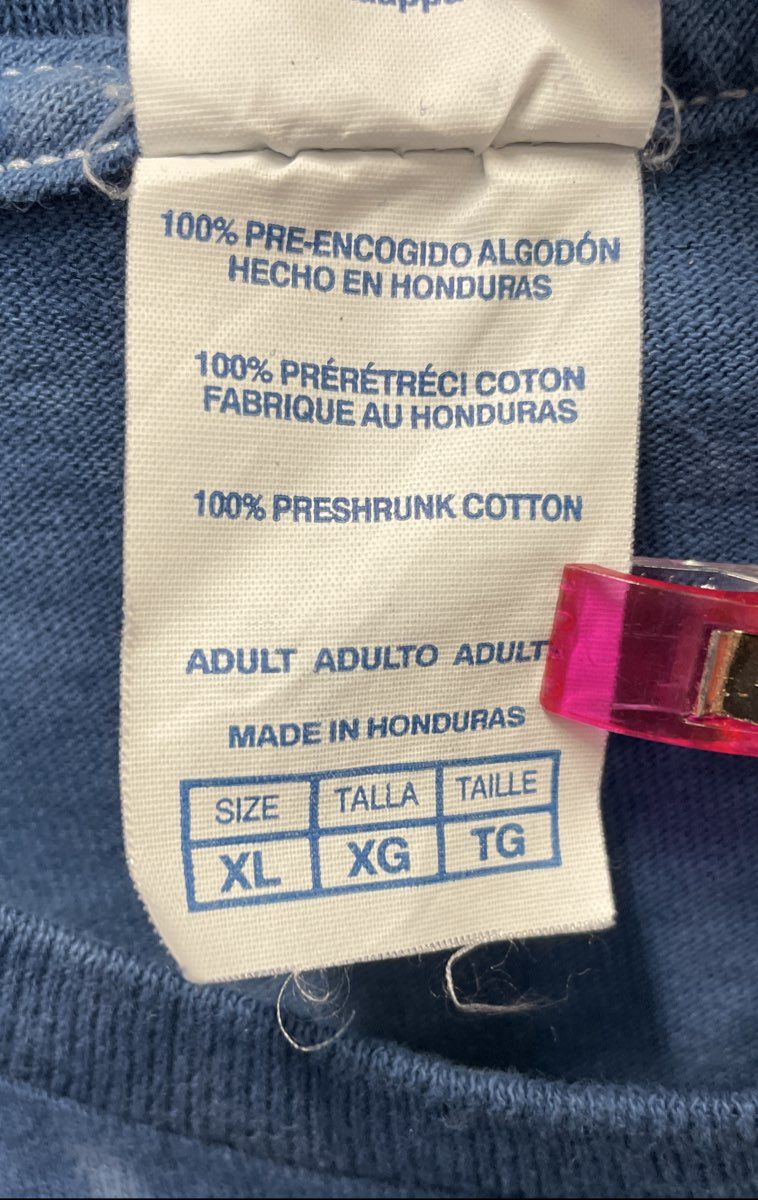 100% PRE-ENCOGIDO ALGODÓN
HECHO EN HONDURAS
100% PRÉRÉTRÉCI COTON
FABRIQUE AU HONDURAS
100% PRESHRUNK COTTON
ADULT ADULTO
MADE IN HONDURAS
SIZE TALLA TAILLE
XL XG TG